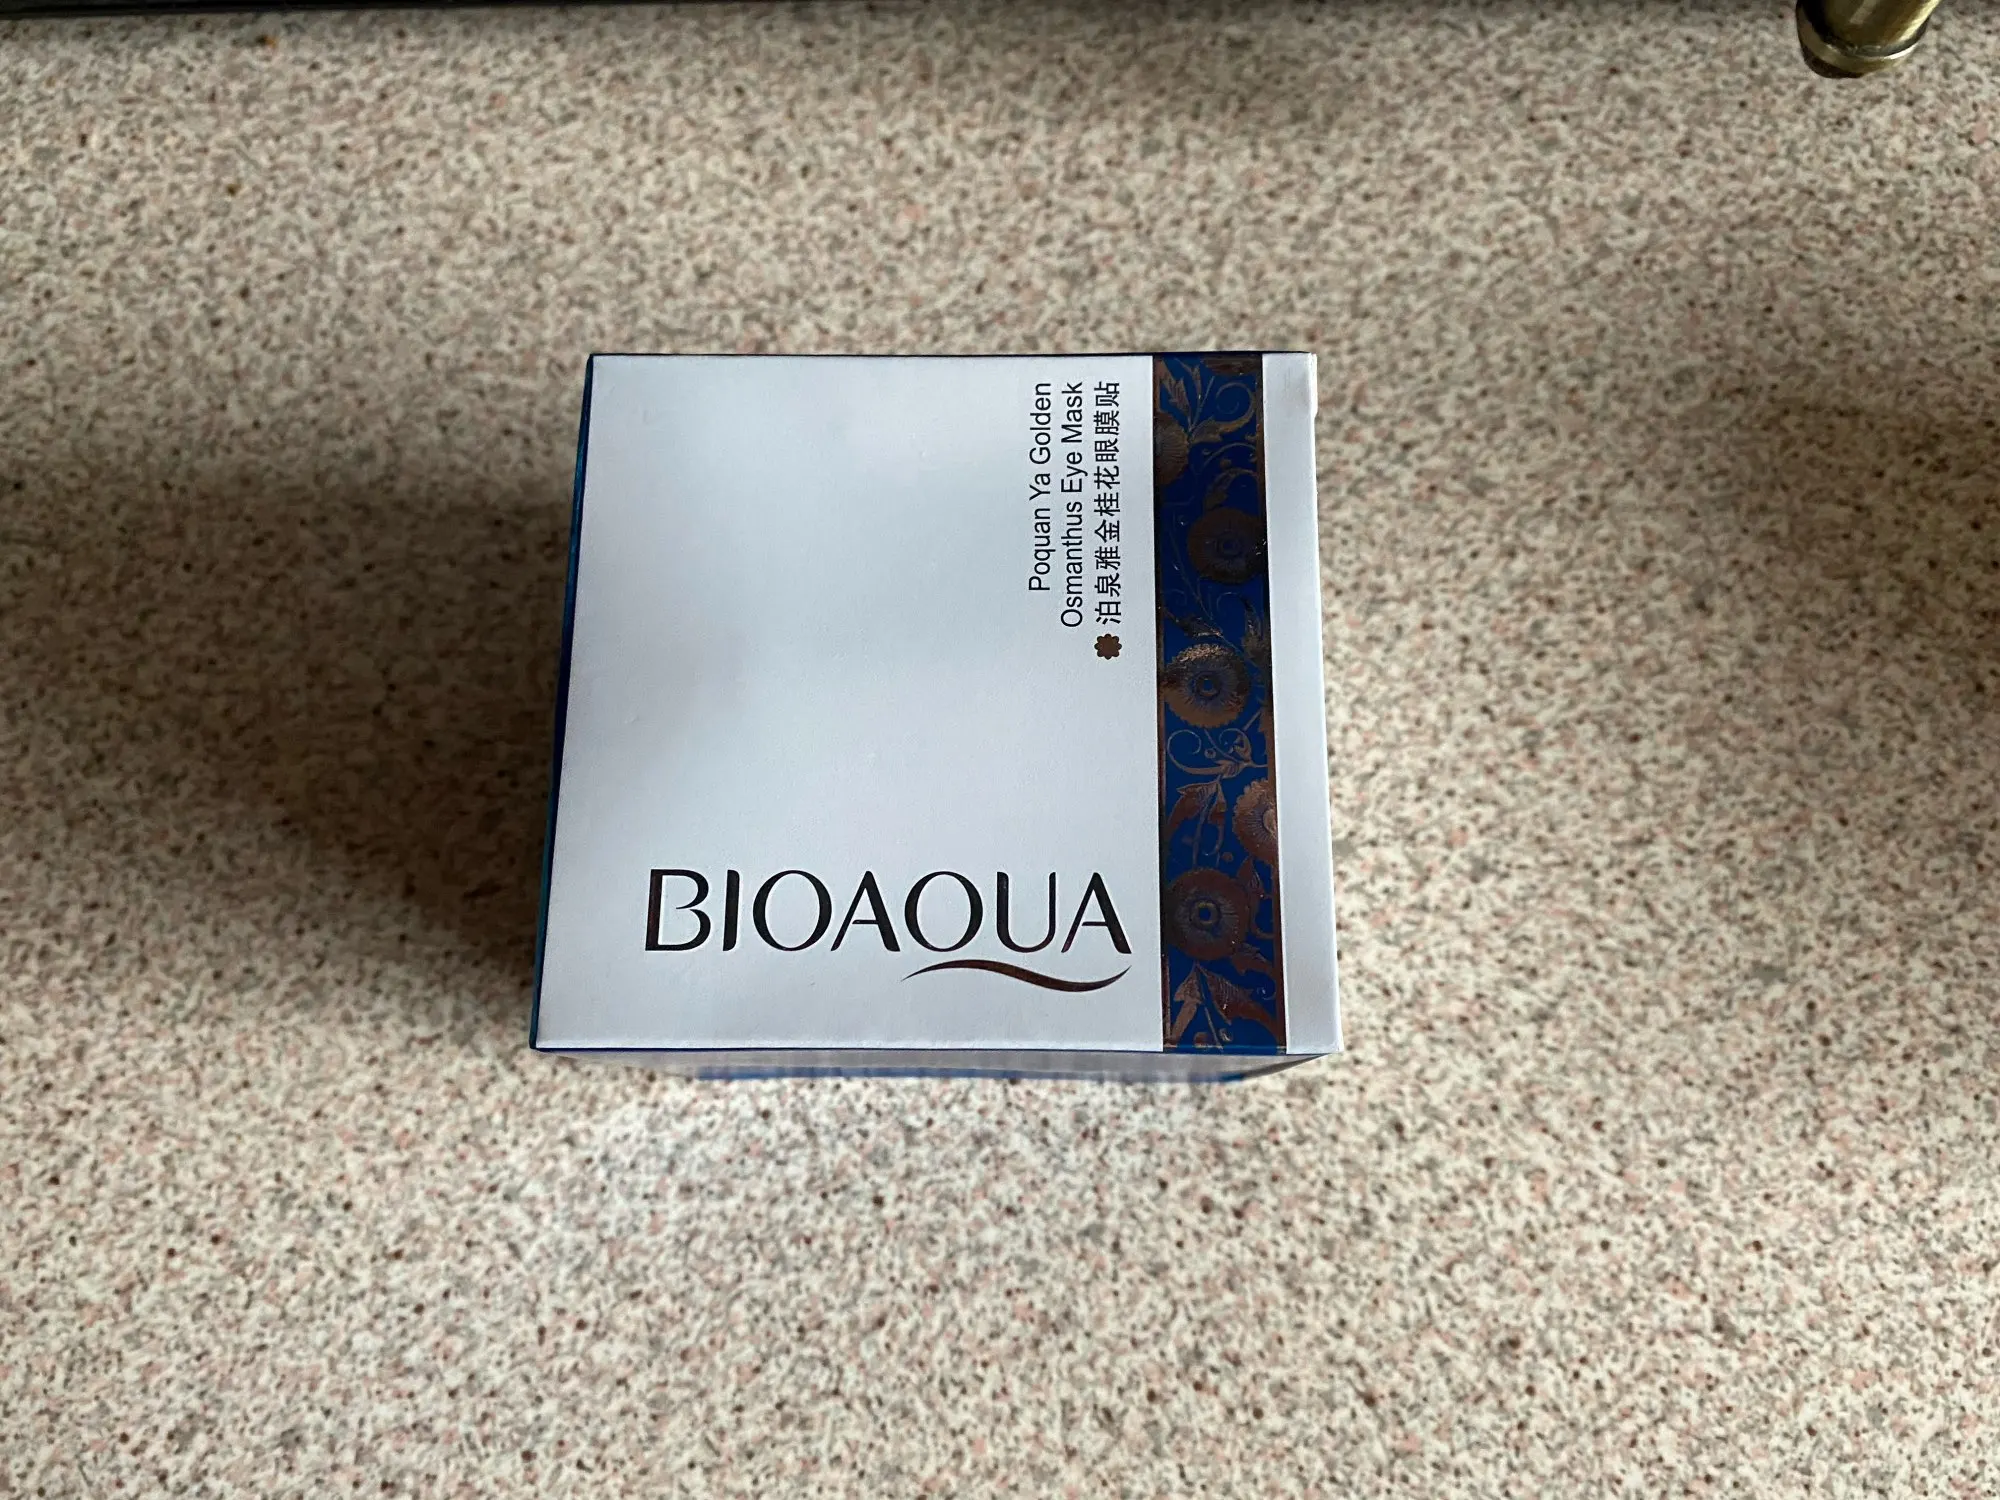 BIOAQUA
Poquan Ya Golden
Osmanthus Eye Mask
泊泉雅金桂花眼膜贴